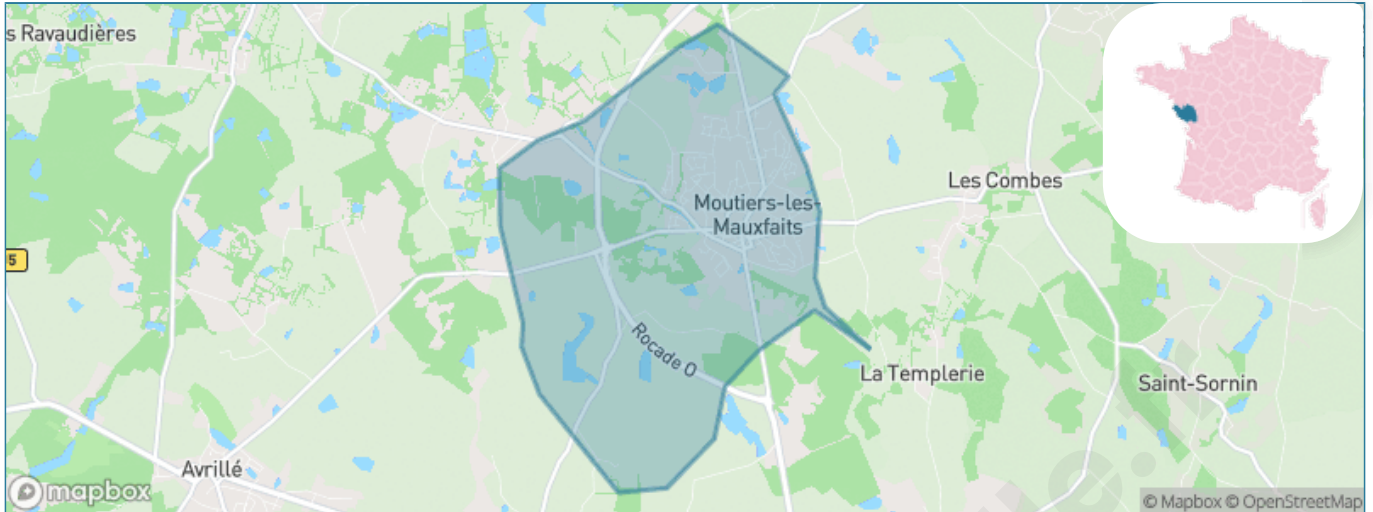 s Ravaudières
Les Combes
Moutiers-les-
Mauxfaits
5
Rocade O
La Templerie
Saint-Sornin
Avrillé
mapbox
© Mapbox © OpenStreetMap